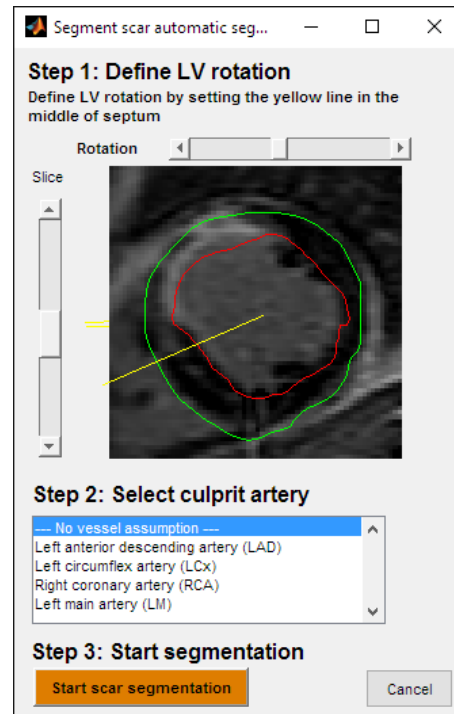 Segment scar automatic seg...
Step 1: Define LV rotation
Define LV rotation by setting the yellow line in the
middle of septum
Rotation
Slice
Step 2: Select culprit artery
--- No vessel assumption ---
Left anterior descending artery (LAD)
Left circumflex artery (LCx)
Right coronary artery (RCA)
Left main artery (LM)
Step 3: Start segmentation
Start scar segmentation
Cancel